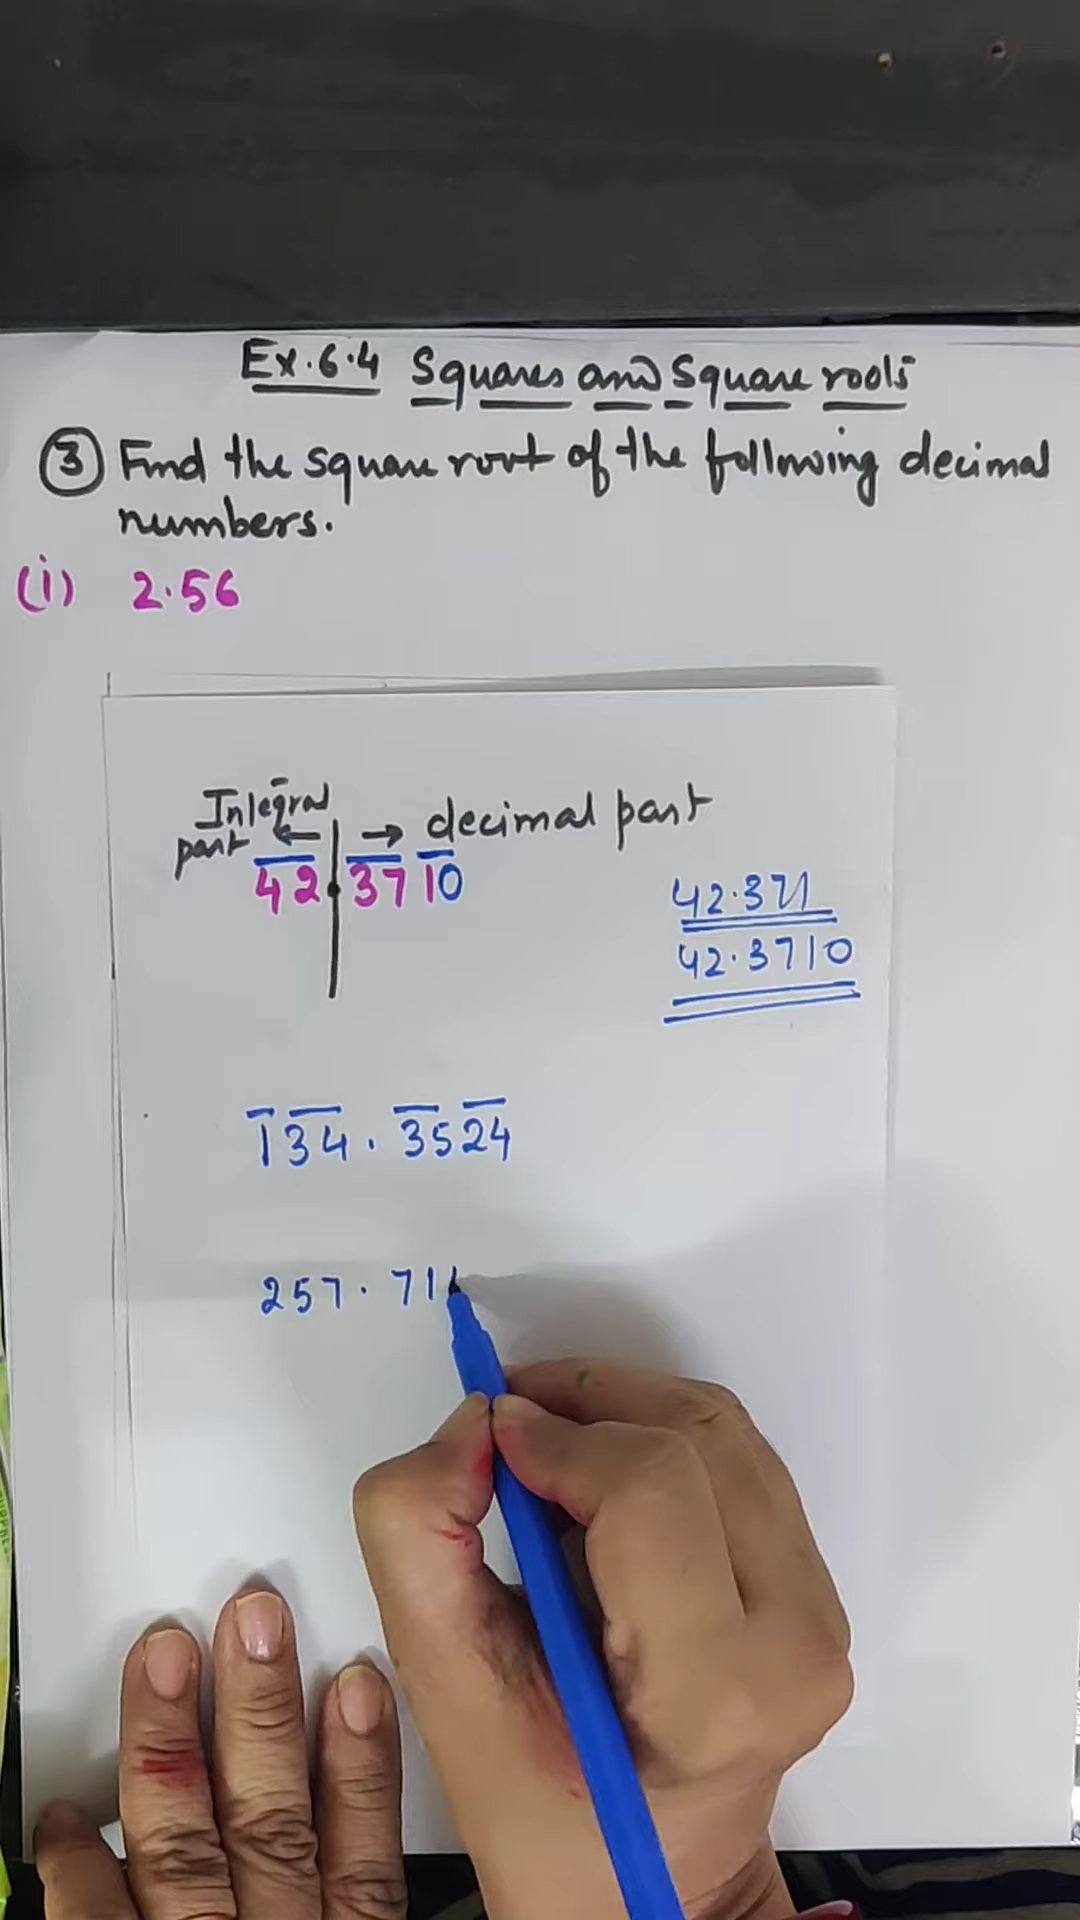 Ex.6.4 Squares and Square roots
③ Find the square root of the following decimal
numbers.
(i) 2.56
Integral
part ← → decimal part
42.3710
42.371
42.3710
134.3524
257.71